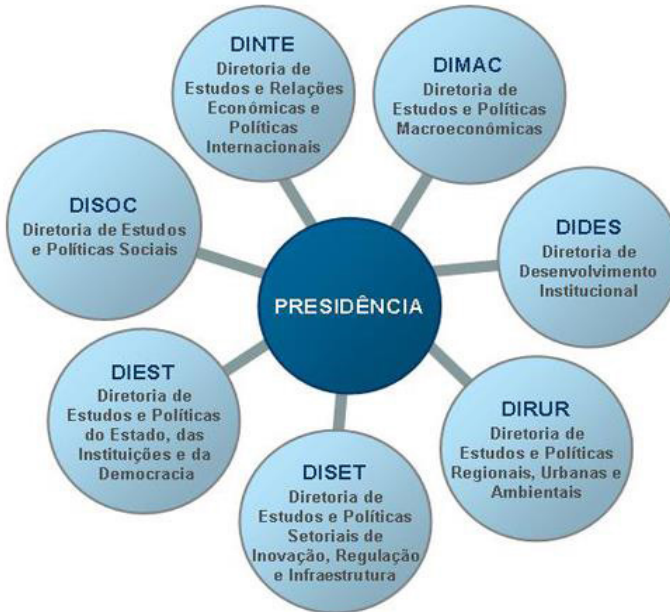 DINTE
Diretoria de
Estudos e Relações
Económicas e
Políticas
Internacionais
DIMAC
Diretoria de
Estudos e Políticas
Macroeconômicas
DISOC
Diretoria de Estudos
e Políticas Sociais
DIDES
Diretoria de
Desenvolvimento
Institucional
PRESIDÊNCIA
DIEST
Diretoria de
Estudos e Políticas
do Estado, das
Instituições e da
Democracia
DIRUR
Diretoria de
Estudos e Políticas
Regionais, Urbanas e
Ambientais
DISET
Diretoria de
Estudos e Políticas
Setoriais de
Inovação, Regulação
e Infraestrutura